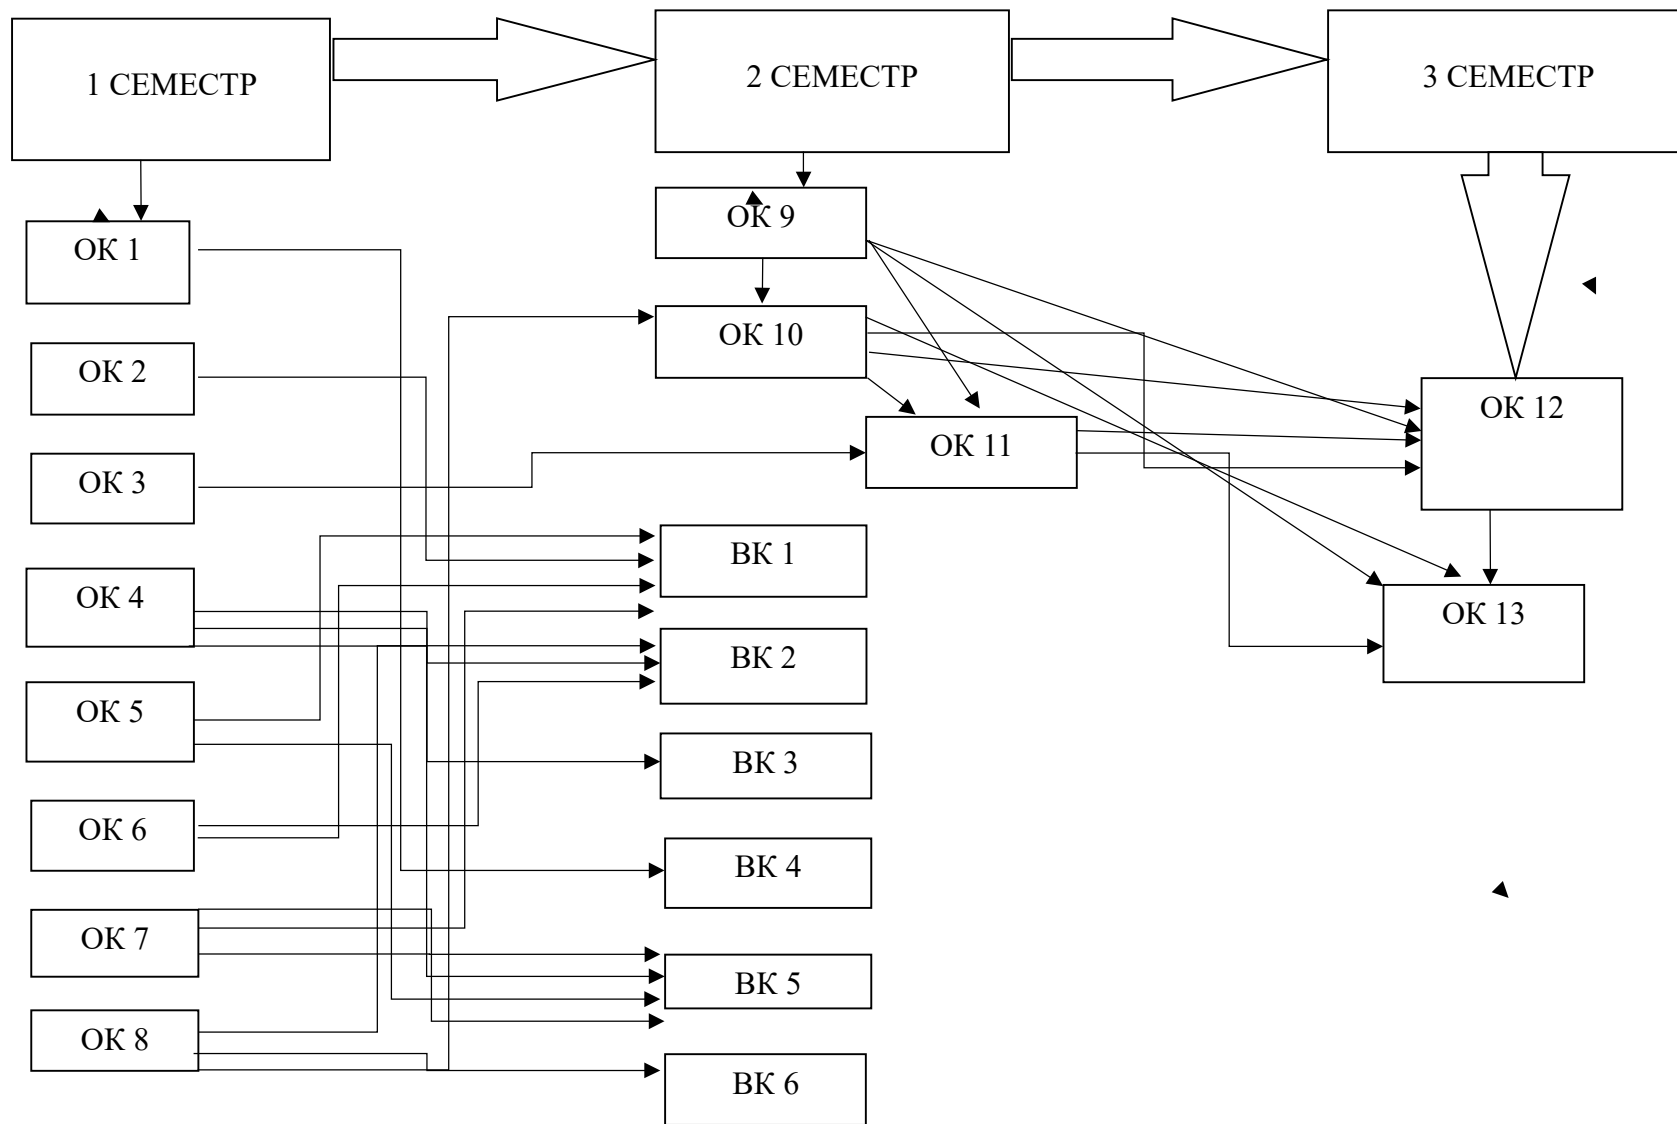 1 СЕМЕСТР
2 СЕМЕСТР
3 СЕМЕСТР
ОК 1
ОК 2
ОК 3
ОК 4
ОК 5
ОК 6
ОК 7
ОК 8
ОК 9
ОК 10
ОК 11
ВК 1
ВК 2
ВК 3
ВК 4
ВК 5
ВК 6
ОК 12
ОК 13